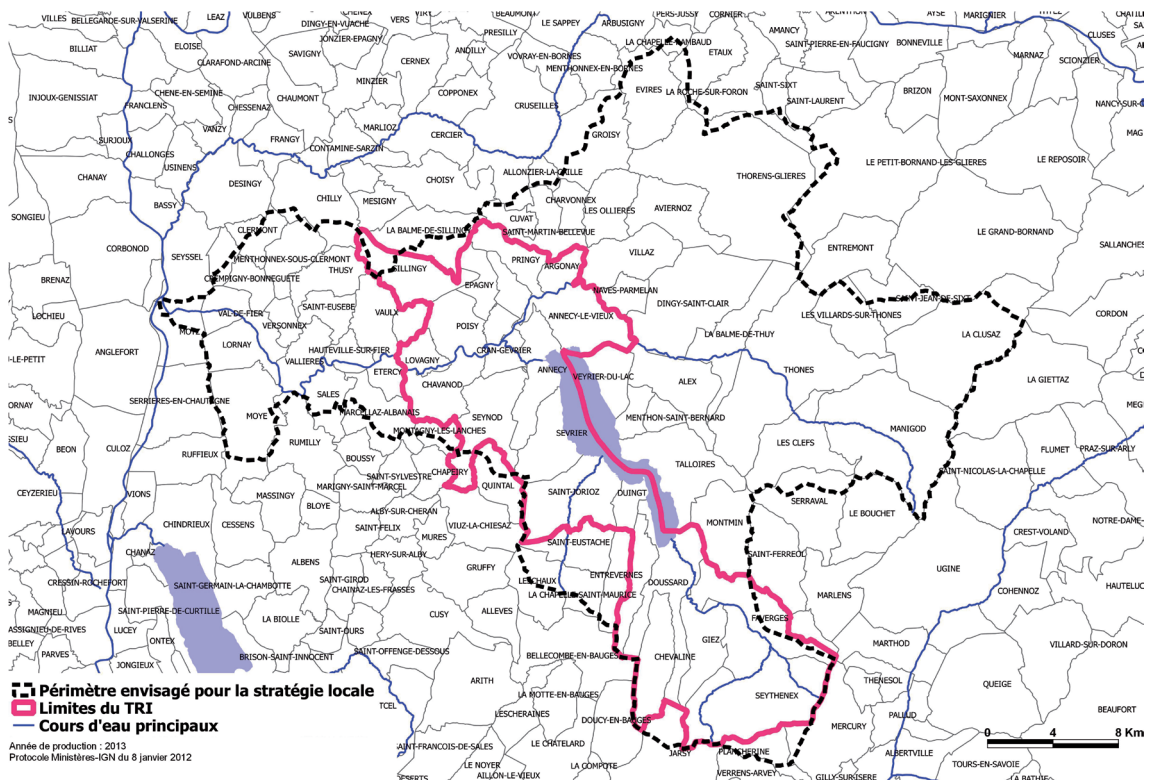 VILLES
BELLEGARDE-SUR-VALSERINE
LEAZ
VULBENS
DINGY-EN-VUACHE
CHENEX
VERS
VIRY
BEAUMONT
LE SAPPEY
ARBUSIGNY
PERS-JUSSY
CORNIER
ARENTHON
AYSE
MARIGNIER
CLUSES
BILLIAT
ELOISE
SAVIGNY
JONZIER-EPAGNY
ANDILLY
PRESILLY
VOVRAY-EN-BORNES
LA CHAPELLE-RAMBAUD
ETAUX
AMANCY
SAINT-PIERRE-EN-FAUCIGNY
BONNEVILLE
MARNAZ
SCIONZIER
CLARAFOND-ARCINE
CERNEX
MENTHONNEX-EN-BORNES
INJOUX-GENISSIAT
CHENE-EN-SEMINE
FRANCLENS
CHESSENAZ
CHAUMONT
MINZIER
COPPONEX
CRUSEILLES
EVIRES
LA ROCHE-SUR-FORON
SAINT-SIXT
SAINT-LAURENT
BRIZON
MONT-SAXONNEX
NANCY-SUR-C
SURJOUX
VANZY
FRANGY
MARLIOZ
CERCIER
GROISY
MAG
CHALLONGES
USINENS
CONTAMINE-SARZIN
CHANAY
DESINGY
CHOISY
ALLONZIER-LA-CAILLE
THORENS-GLIERES
LE PETIT-BORNAND-LES-GLIERES
LE REPOSOIR
BASSY
CHILLY
MESIGNY
CHARVONNEX
LES OLLIERES
AVIERNOZ
SONGIEU
CLERMONT
LA BALME-DE-SILLINGY
CUVAT
SAINT-MARTIN-BELLEVUE
LE GRAND-BORNAND
CORBONOD
SEYSSEL
MENTHONNEX-SOUS-CLERMONT
THUSY
SILLINGY
PRINGY
ARGONAY
VILLAZ
ENTREMONT
SALLANCHES
BRENAZ
CREMPIGNY-BONNEGUETE
EPAGNY
NAVES-PARMELAN
DINGY-SAINT-CLAIR
SAINT-JEAN-DE-SIXT
LOCHIEU
VAL-DE-FIER
SAINT-EUSEBE
VAULX
ANNECY-LE-VIEUX
LES VILLARDS-SUR-THONES
CORDON
MOTZ
VERSONNEX
POISY
LA BALME-DE-THUY
LA CLUSAZ
LE-PETIT
ANGLEFORT
LORNAY
VALLIERES
HAUTEVILLE-SUR-FIER
LOVAGNY
CRAN-GEVRIER
ETERCY
CHAVANOD
ANNECY
VEYRIER-DU-LAC
ALEX
THONES
LA GIETTAZ
SERRIERES-EN-CHAUTAGNE
SALES
MOYE
MARCELLAZ-ALBANAIS
SEYNOD
MENTHON-SAINT-BERNARD
MANIGOD
BEON
CULOZ
RUFFIEUX
RUMILLY
MONTAGNY-LES-LANCHES
SEVRIER
LES CLEFS
FLUMET
PRAZ-SUR-ARLY
BOUSSY
CHAPEIRY
TALLOIRES
SAINT-NICOLAS-LA-CHAPELLE
CEYZERIEU
VIONS
MASSINGY
SAINT-SYLVESTRE
MARIGNY-SAINT-MARCEL
QUINTAL
SAINT-JORIOZ
DUINGT
SERRAVAL
LE BOUCHET
BLOYE
ALBY-SUR-CHERAN
VIUZ-LA-CHIESAZ
MONTMIN
NOTRE-DAME-
LAVOURS
CHINDRIEUX
CESSENS
SAINT-FELIX
MURES
SAINT-EUSTACHE
CREST-VOLAND
CHANAZ
ALBENS
HERY-SUR-ALBY
GRUFFY
SAINT-FERREOL
UGINE
CRESSIN-ROCHEFORT
SAINT-GERMAIN-LA-CHAMBOTTE
SAINT-GIROD
CHAINAZ-LES-FRASSES
LESCHAUX
ENTREVERNES
DOUSSARD
COHENNOZ
HAUTELUC
LA CHAPELLE-SAINT-MAURICE
MARLENS
MAGNIEU
SAINT-PIERRE-DE-CURTILLE
LA BIOLLE
CUSY
ALLEVES
FAVERGES
ASSIGNIEU-DE-RIVES
LUCEY
SAINT-OURS
GIEZ
MARTHOD
VILLARD-SUR-DORON
BELLEY
ONTEX
PARVES
JONGIEUX
BRISON-SAINT-INNOCENT
SAINT-OFFENGE-DESSOUS
BELLECOMBE-EN-BAUGES
CHEVALINE
ARITH
LA MOTTE-EN-BAUGES
SEYTHENEX
THENESOL
QUEIGE
TCEL
LESCHERAINES
DOUCY-EN-BAUGES
MERCURY
PALLUD
BEAUFORT
AINT-FRANCOIS-DE-SALES
LE CHATELARD
JARSY
PLANCHERINE
ALBERTVILLE
LE NOYER
LA COMPOTE
VERRENS-ARVEY
TOURS-EN-SAVOIE
AILLON-LE-VIEUX
GILLY-SUR-ISERE
Périmètre envisagé pour la stratégie locale
Limites du TRI
Cours d'eau principaux
Année de production : 2013
Protocole Ministères-IGN du 8 janvier 2012
0 4 8 Km